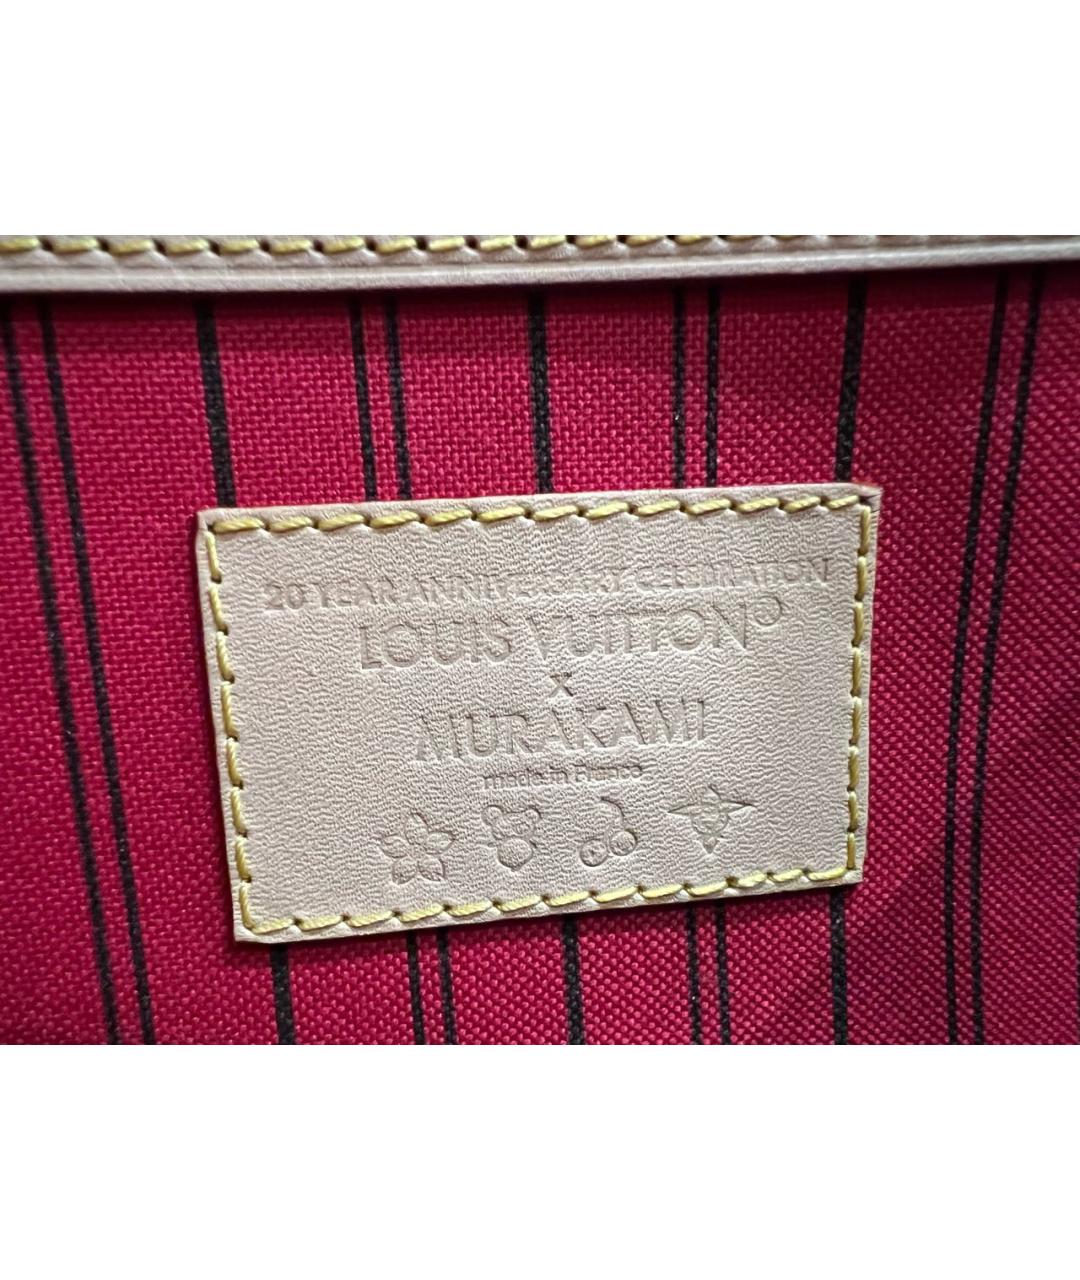 20 YEAR ANNIVERSARY CELEBRATION
LOUIS VUITTON®
x
MURAKAMI
made in France